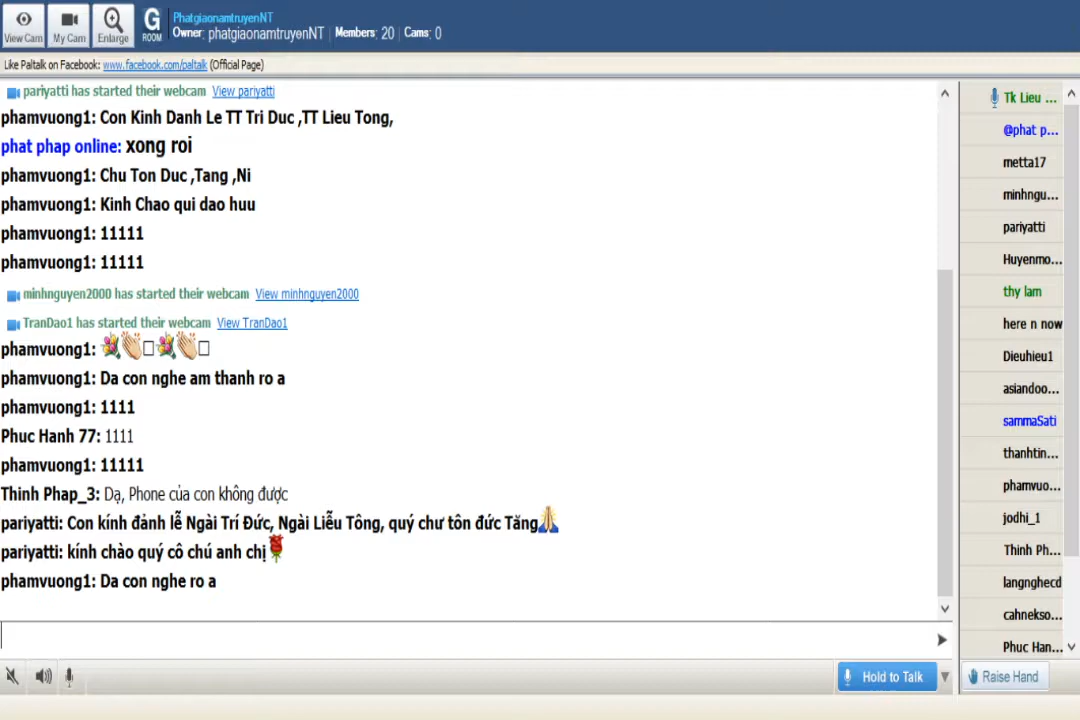 View Cam
My Cam
Enlarge
G
ROOM
PhatgiaonamtruyenNT
Owner: phatgiaonamtruyenNT | Members: 20 | Cams: 0
Like Paltalk on Facebook: www.facebook.com/paltalk (Official Page)
pariyatti has started their webcam View pariyatti
phamvuong1: Con Kinh Danh Le TT Tri Duc ,TT Lieu Tong,
phat phap online: xong roi
phamvuong1: Chu Ton Duc ,Tang ,Ni
phamvuong1: Kinh Chao qui dao huu
phamvuong1: 11111
phamvuong1: 11111
minhnguyen2000 has started their webcam View minhnguyen2000
TranDao1 has started their webcam View TranDao1
phamvuong1: 💐👏□💐👏□
phamvuong1: Da con nghe am thanh ro a
phamvuong1: 1111
Phuc Hanh 77: 1111
phamvuong1: 11111
Thinh Phap_3: Dạ, Phone của con không được
pariyatti: Con kính đảnh lễ Ngài Trí Đức, Ngài Liễu Tông, quý chư tôn đức Tăng🙏
pariyatti: kính chào quý cô chú anh chị🌹
phamvuong1: Da con nghe ro a
Tk Lieu ...
@phat p...
metta17
minhngu...
pariyatti
Huyenmo...
thy lam
here n now
Dieuhieu1
asiandoo...
sammaSati
thanhtin...
phamvuo...
jodhi_1
Thinh Ph...
langnghecd
cahnekso...
Phuc Han...
Hold to Talk
Raise Hand